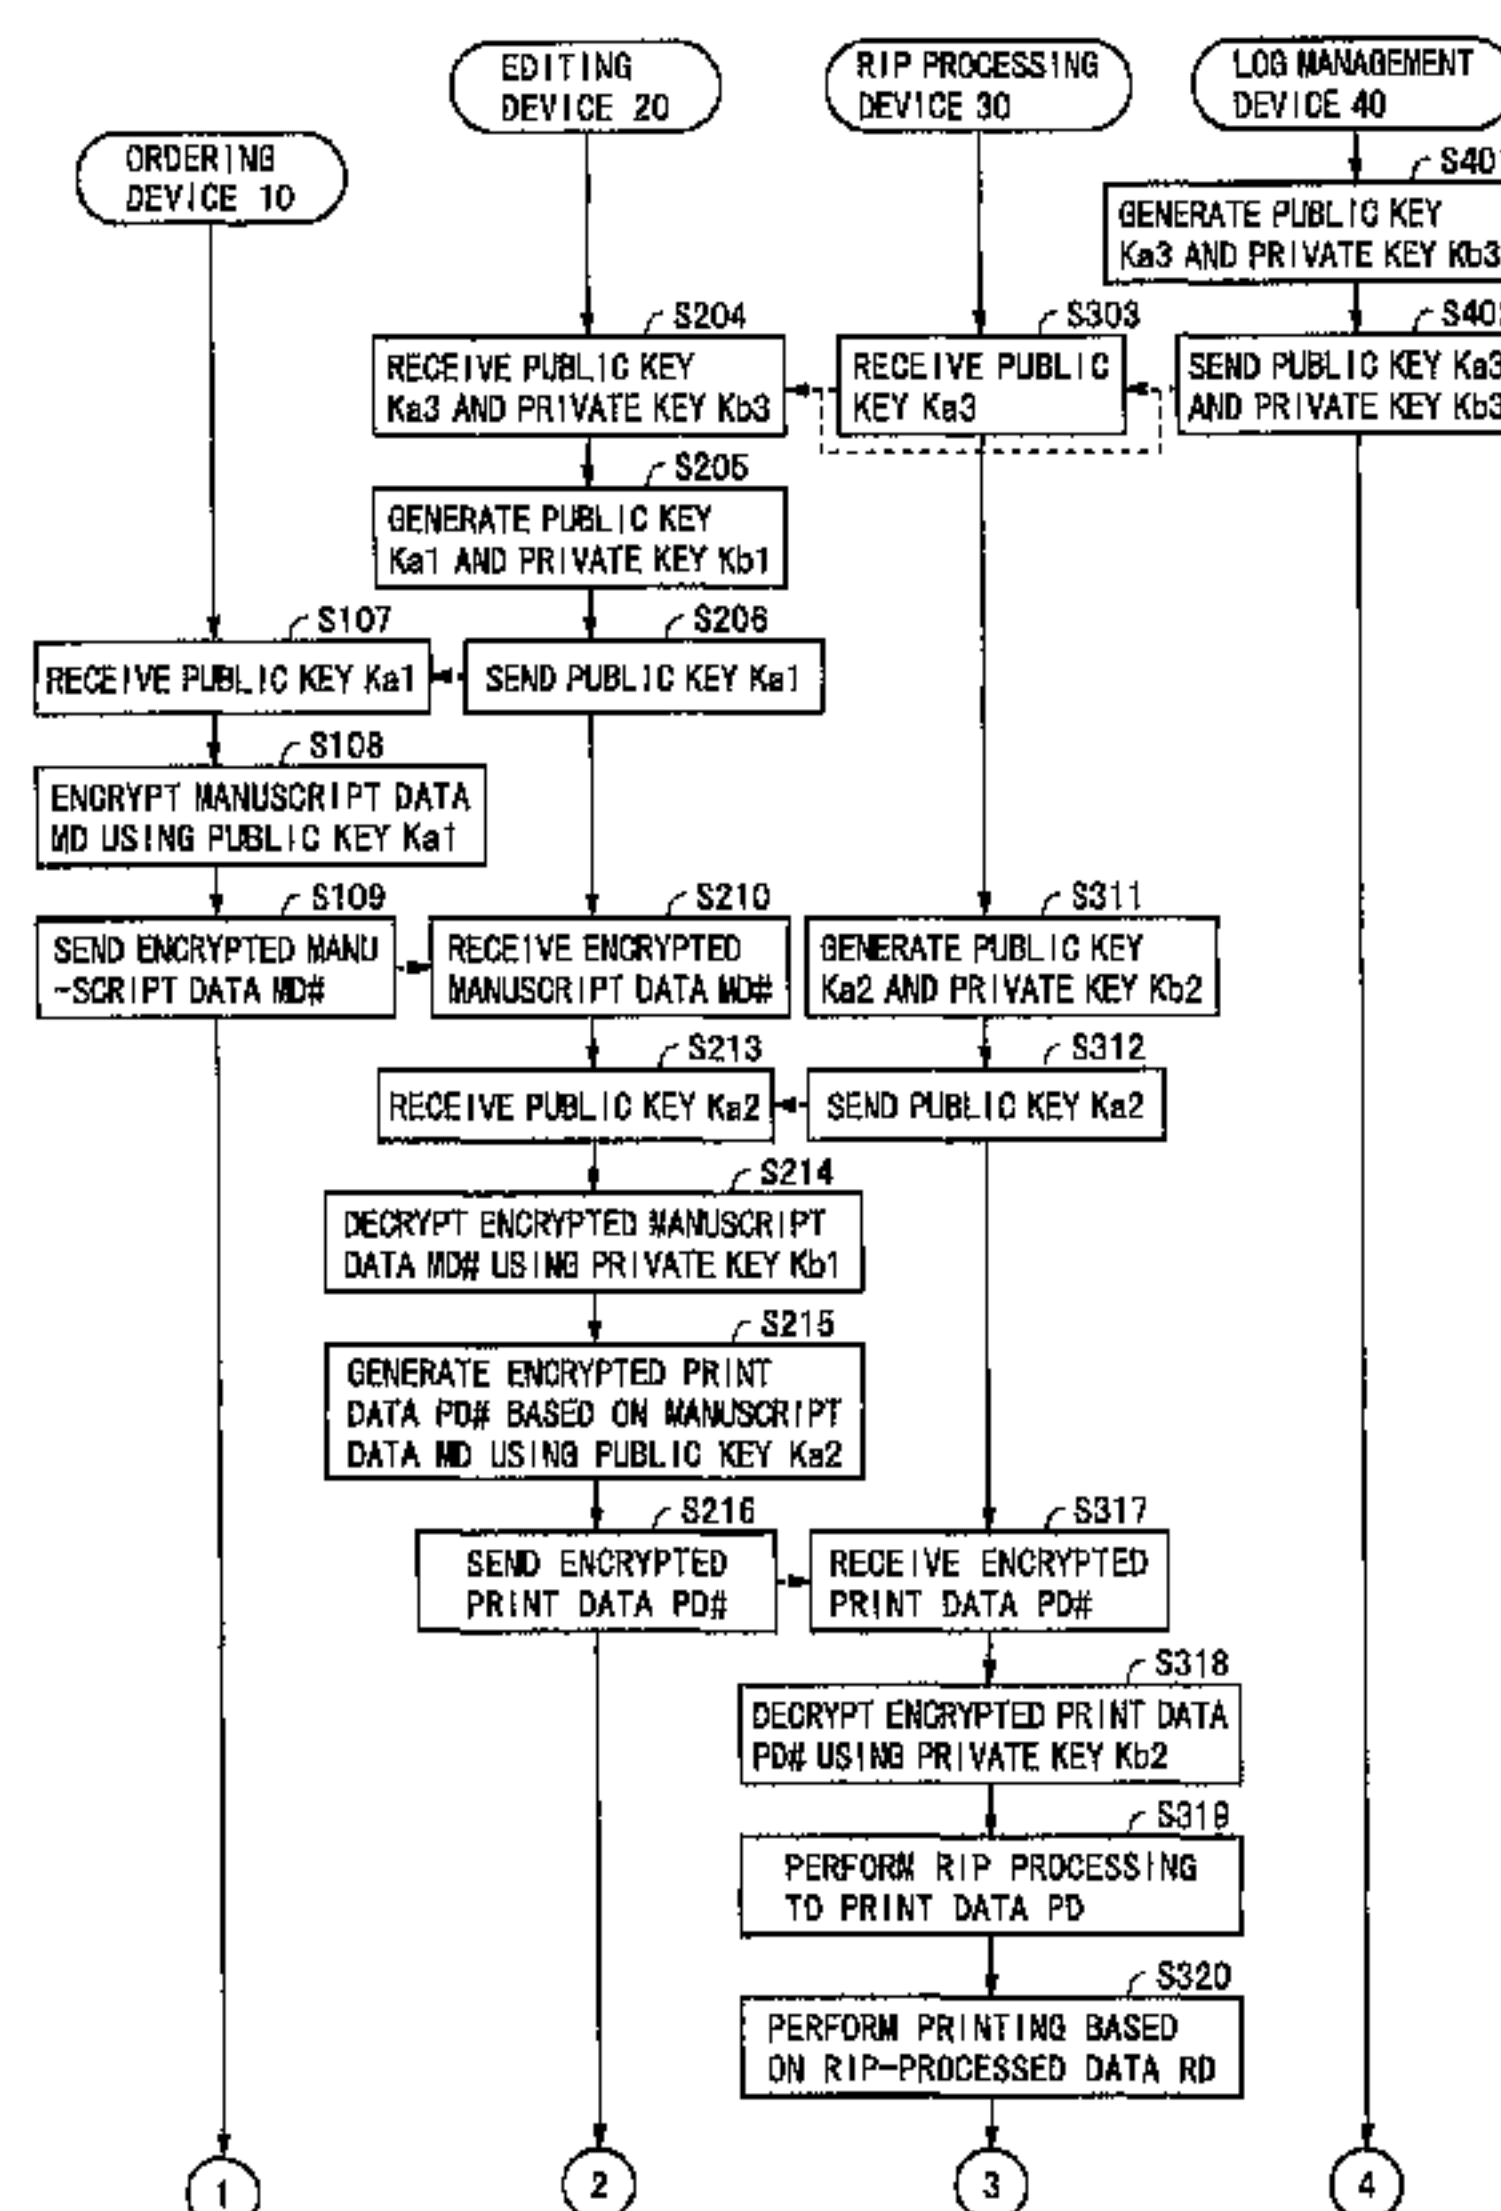 EDITING
DEVICE 20
RIP PROCESSING
DEVICE 30
LOG MANAGEMENT
DEVICE 40
ORDERING
DEVICE 10
S40
GENERATE PUBLIC KEY
Ka3 AND PRIVATE KEY Kb3
S204
S303
S40
RECEIVE PUBLIC KEY
Ka3 AND PRIVATE KEY Kb3
RECEIVE PUBLIC
KEY Ka3
SEND PUBLIC KEY Ka3
AND PRIVATE KEY Kb3
S205
GENERATE PUBLIC KEY
Ka1 AND PRIVATE KEY Kb1
S107
S206
RECEIVE PUBLIC KEY Ka1
SEND PUBLIC KEY Ka1
S108
ENCRYPT MANUSCRIPT DATA
MD USING PUBLIC KEY Ka1
S109
S210
S311
SEND ENCRYPTED MANU
-SCRIPT DATA MD#
RECEIVE ENCRYPTED
MANUSCRIPT DATA MD#
GENERATE PUBLIC KEY
Ka2 AND PRIVATE KEY Kb2
S213
S312
RECEIVE PUBLIC KEY Ka2
SEND PUBLIC KEY Ka2
S214
DECRYPT ENCRYPTED MANUSCRIPT
DATA MD# USING PRIVATE KEY Kb1
S215
GENERATE ENCRYPTED PRINT
DATA PD# BASED ON MANUSCRIPT
DATA MD USING PUBLIC KEY Ka2
S216
S317
SEND ENCRYPTED
PRINT DATA PD#
RECEIVE ENCRYPTED
PRINT DATA PD#
S318
DECRYPT ENCRYPTED PRINT DATA
PD# USING PRIVATE KEY Kb2
S319
PERFORM RIP PROCESSING
TO PRINT DATA PD
S320
PERFORM PRINTING BASED
ON RIP-PROCESSED DATA RD
1
2
3
4